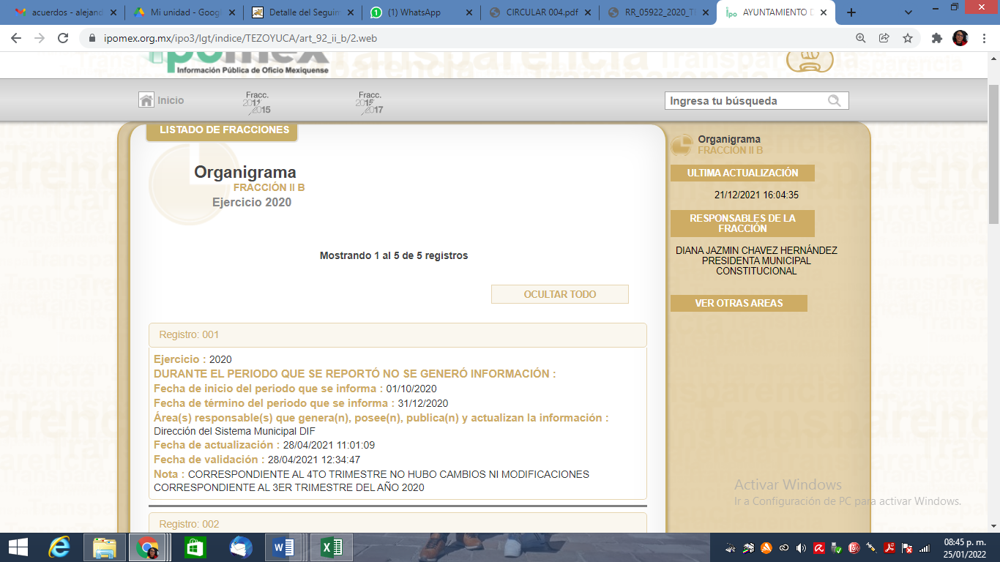 acuerdos - alejand
Mi unidad - Goog
Detalle del Seguim
(1) WhatsApp
CIRCULAR 004.pdf
RR_05922_2020_T
AYUNTAMIENTO D
ipomex.org.mx/ipo3/lgt/indice/TEZOYUCA/art_92_ii_b/2.web
ipomex
Información Pública de Oficio Mexiquense
Inicio
Fracc.
2012
2015
Fracc.
2015
2017
Ingresa tu búsqueda
LISTADO DE FRACCIONES
Organigrama
FRACCIÓN II B
Ejercicio 2020
Mostrando 1 al 5 de 5 registros
OCULTAR TODO
Registro: 001
Ejercicio : 2020
DURANTE EL PERIODO QUE SE REPORTÓ NO SE GENERÓ INFORMACIÓN :
Fecha de inicio del periodo que se informa : 01/10/2020
Fecha de término del periodo que se informa : 31/12/2020
Área(s) responsable(s) que genera(n), posee(n), publica(n) y actualizan la información :
Dirección del Sistema Municipal DIF
Fecha de actualización : 28/04/2021 11:01:09
Fecha de validación : 28/04/2021 12:34:47
Nota : CORRESPONDIENTE AL 4TO TRIMESTRE NO HUBO CAMBIOS NI MODIFICACIONES
CORRESPONDIENTE AL 3ER TRIMESTRE DEL AÑO 2020
Registro: 002
Organigrama
FRACCIÓN II B
ULTIMA ACTUALIZACIÓN
21/12/2021 16:04:35
RESPONSABLES DE LA
FRACCIÓN
DIANA JAZMIN CHAVEZ HERNÁNDEZ
PRESIDENTA MUNICIPAL
CONSTITUCIONAL
VER OTRAS AREAS
Activar Windows
Ir a Configuración de PC para activar Windows.
08:45 p. m.
25/01/2022